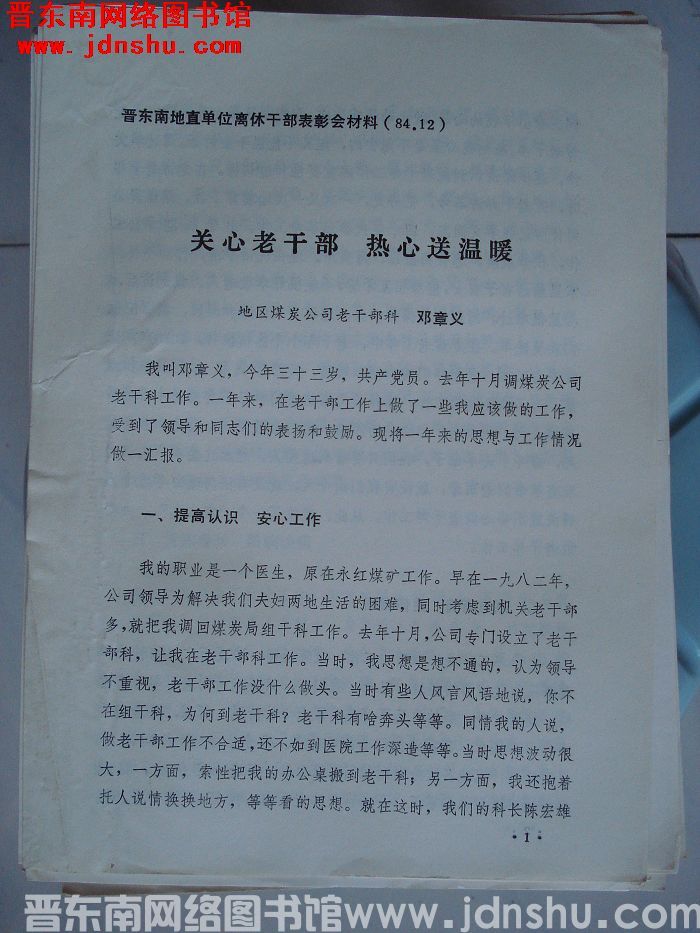 晋东南网络图书馆
www.jdnshu.com
晋东南地直单位离休干部表彰会材料(84.12)
关心老干部 热心送温暖
地区煤炭公司老干部科 邓章义
我叫邓章义，今年三十三岁，共产党员。去年十月调煤炭公司
老干科工作。一年来，在老干部工作上做了一些我应该做的工作，
受到了领导和同志们的表扬和鼓励。现将一年来的思想与工作情况
做一汇报。
一、提高认识 安心工作
我的职业是一个医生，原在永红煤矿工作。早在一九八二年，
公司领导为解决我们夫妇两地生活的困难，同时考虑到机关老干部
多，就把我调回煤炭局组干科工作。去年十月，公司专门设立了老干
部科，让我在老干部科工作。当时，我思想是想不通的，认为领导
不重视，老干部工作没什么做头。当时有些人风言风语地说，你不
在组干科，为何到老干科？老干科有啥奔头等等。同情我的人说，
做老干部工作不合适，还不如到医院工作深造等等。当时思想波动很
大，一方面，索性把我的办公桌搬到老干科；另一方面，我还抱着
托人说情换换地方，等等看的思想。就在这时，我们的科长陈宏雄
·1·
晋东南网络图书馆www.jdnshu.com